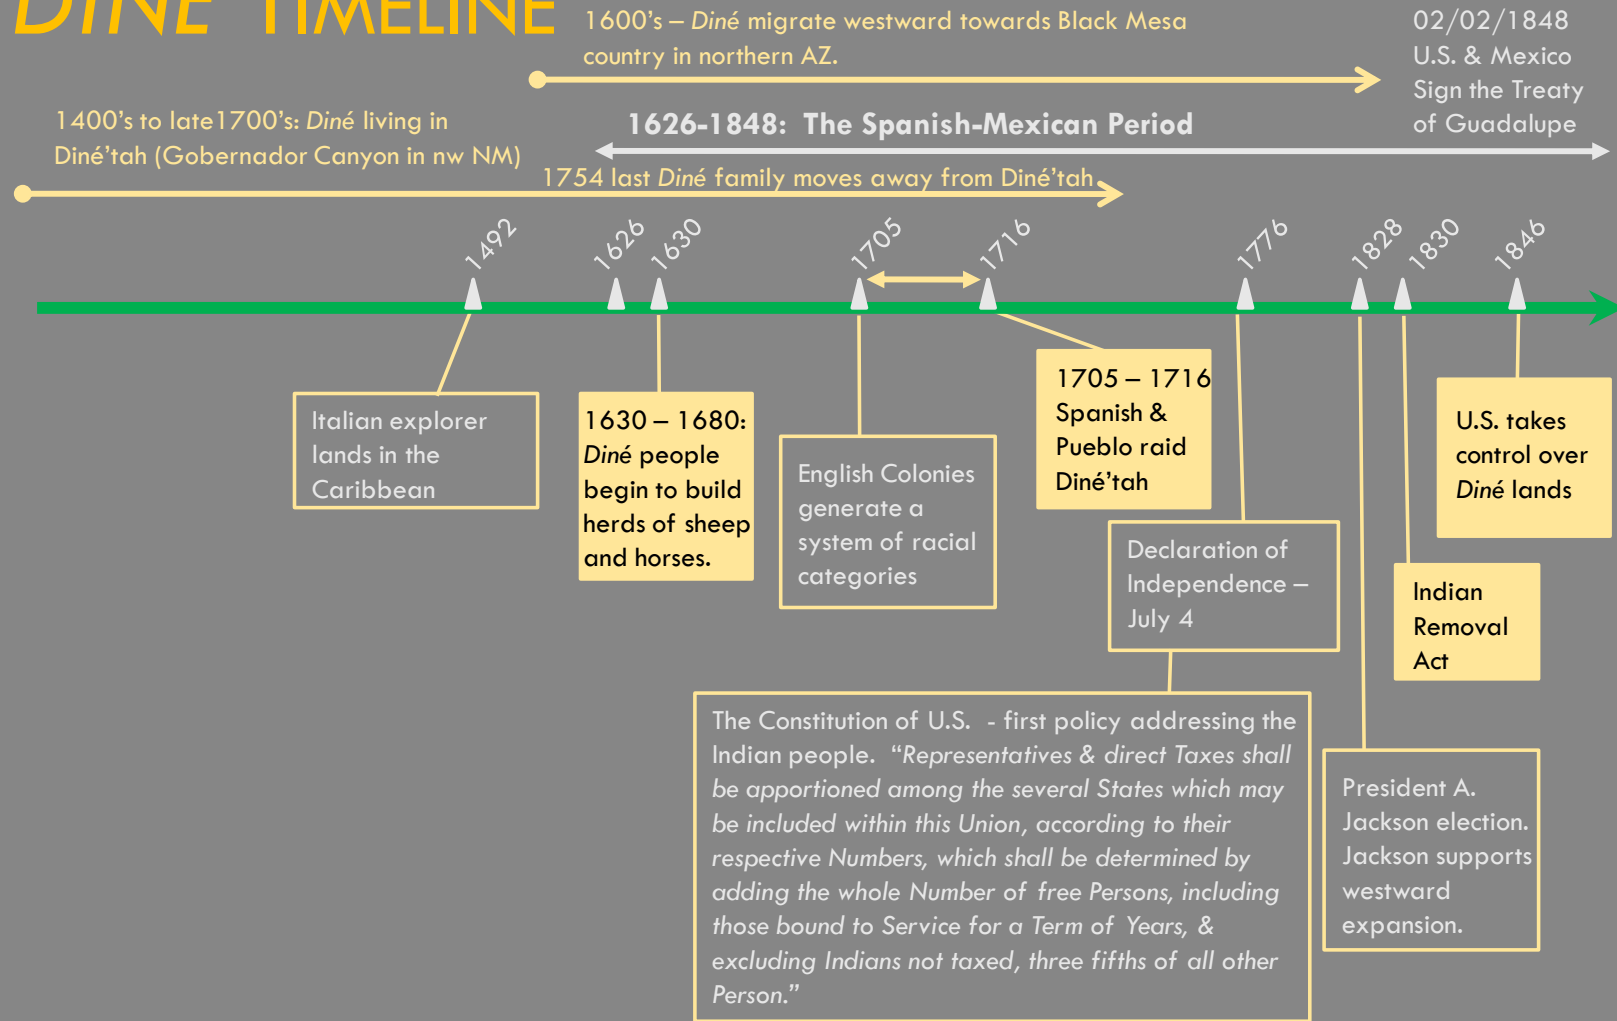 DINÉ TIMELINE
1600's – Diné migrate westward towards Black Mesa
country in northern AZ.
02/02/1848
U.S. & Mexico
Sign the Treaty
of Guadalupe
1400's to late1700's: Diné living in
Diné'tah (Gobernador Canyon in nw NM)
1626-1848: The Spanish-Mexican Period
1754 last Diné family moves away from Diné'tah
1492
1626
1630
1705
1716
1776
1828
1830
1846
Italian explorer
lands in the
Caribbean
1630 – 1680:
Diné people
begin to build
herds of sheep
and horses.
English Colonies
generate a
system of racial
categories
1705 – 1716
Spanish &
Pueblo raid
Diné'tah
Declaration of
Independence –
July 4
The Constitution of U.S. - first policy addressing the
Indian people. “Representatives & direct Taxes shall
be apportioned among the several States which may
be included within this Union, according to their
respective Numbers, which shall be determined by
adding the whole Number of free Persons, including
those bound to Service for a Term of Years, &
excluding Indians not taxed, three fifths of all other
Person.”
President A.
Jackson election.
Jackson supports
westward
expansion.
Indian
Removal
Act
U.S. takes
control over
Diné lands